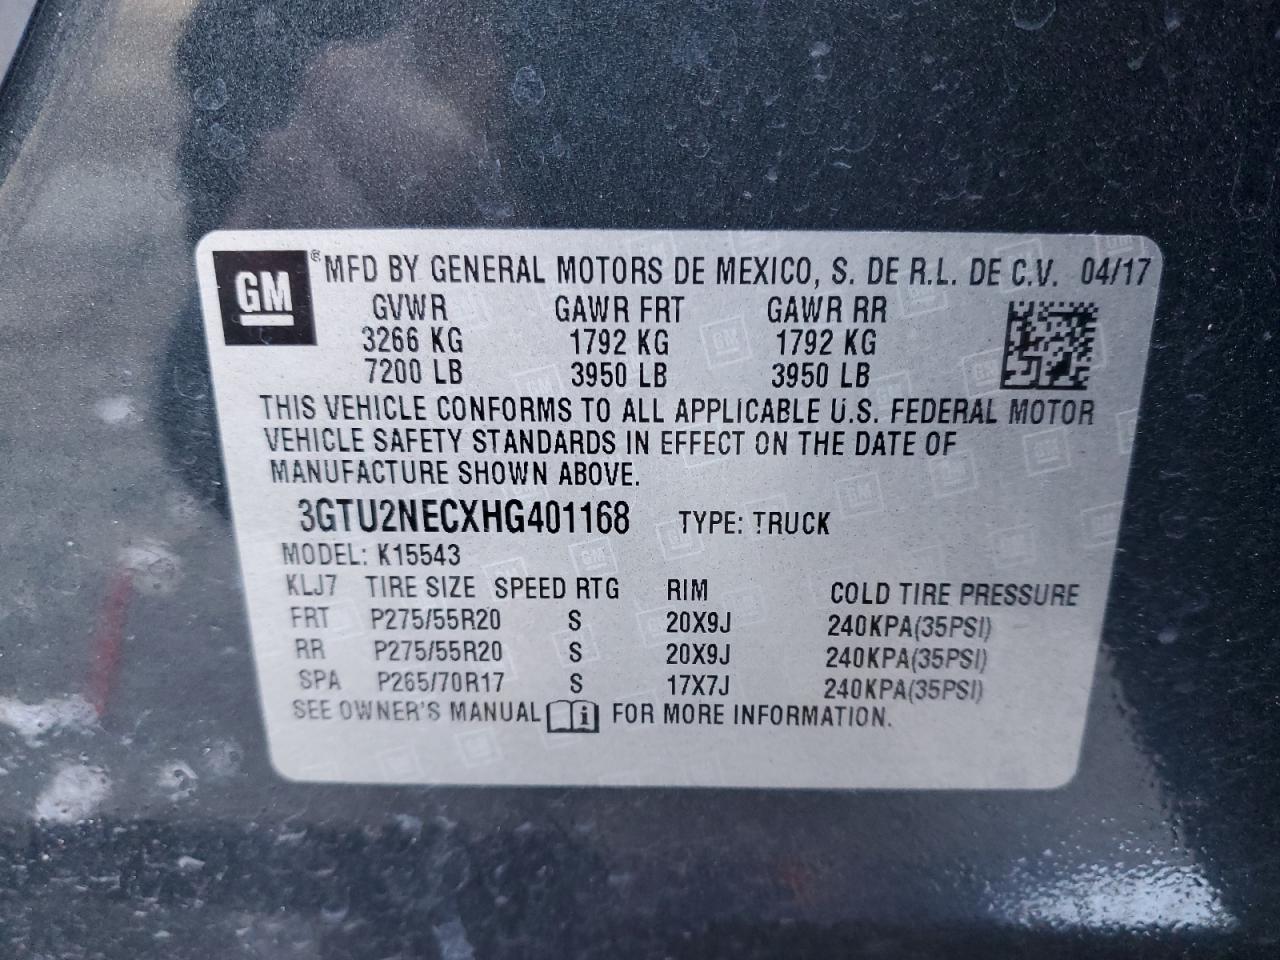 GM ® MFD BY GENERAL MOTORS DE MEXICO, S. DE R.L. DE C.V. 04/17
GVWR GAWR FRT GAWR RR
3266 KG 1792 KG 1792 KG
7200 LB 3950 LB 3950 LB
THIS VEHICLE CONFORMS TO ALL APPLICABLE U.S. FEDERAL MOTOR
VEHICLE SAFETY STANDARDS IN EFFECT ON THE DATE OF
MANUFACTURE SHOWN ABOVE.
3GTU2NECXHG401168 TYPE: TRUCK
MODEL: K15543
KLJ7 TIRE SIZE SPEED RTG RIM COLD TIRE PRESSURE
FRT P275/55R20 S 20X9J 240KPA(35PSI)
RR P275/55R20 S 20X9J 240KPA(35PSI)
SPA P265/70R17 S 17X7J 240KPA(35PSI)
SEE OWNER'S MANUAL i FOR MORE INFORMATION.